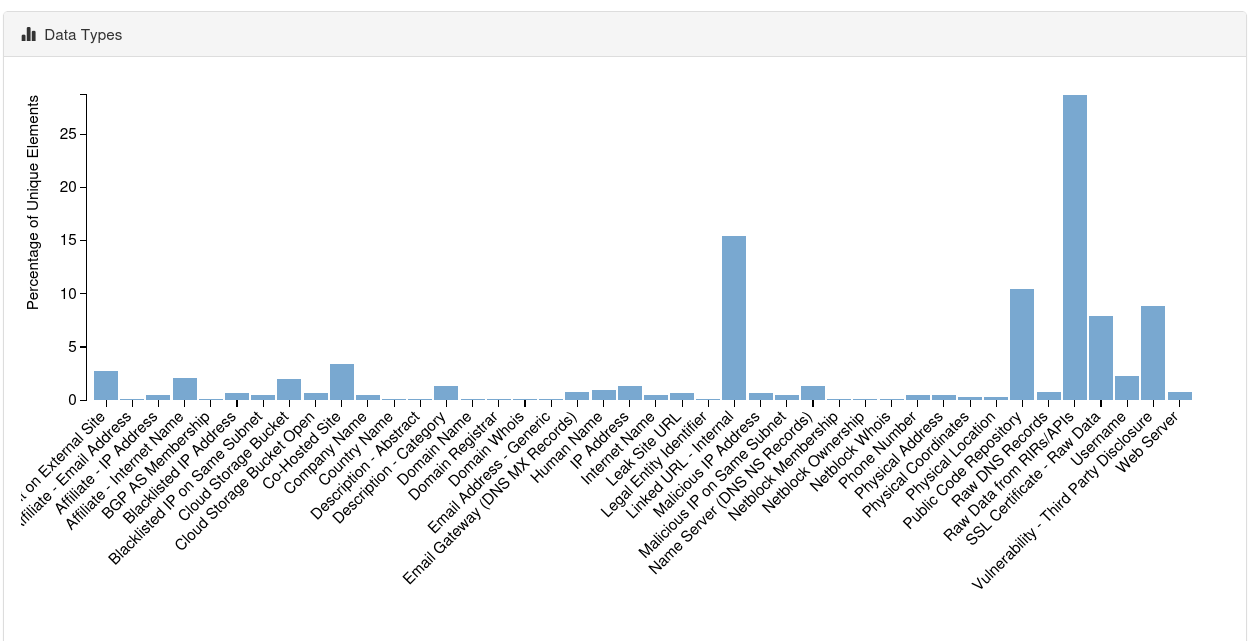 Data Types
Percentage of Unique Elements
25
20
15
10
5
0
on External Site
Affiliate - Email Address
Affiliate - IP Address
Affiliate - Internet Name
BGP AS Membership
Blacklisted IP Address
Blacklisted IP on Same Subnet
Cloud Storage Bucket
Cloud Storage Bucket Open
Co-Hosted Site
Company Name
Country Name
Description - Abstract
Description - Category
Domain Name
Domain Registrar
Domain Whois
Email Address - Generic
Email Gateway (DNS MX Records)
Human Name
IP Address
Internet Name
Leak Site URL
Legal Entity Identifier
Linked URL - Internal
Malicious IP Address
Malicious IP on Same Subnet
Name Server (DNS NS Records)
Netblock Membership
Netblock Ownership
Netblock Whois
Phone Number
Physical Address
Physical Coordinates
Physical Location
Public Code Repository
Raw DNS Records
Raw Data from RIRs/APIs
SSL Certificate - Raw Data
Username
Vulnerability - Third Party Disclosure
Web Server